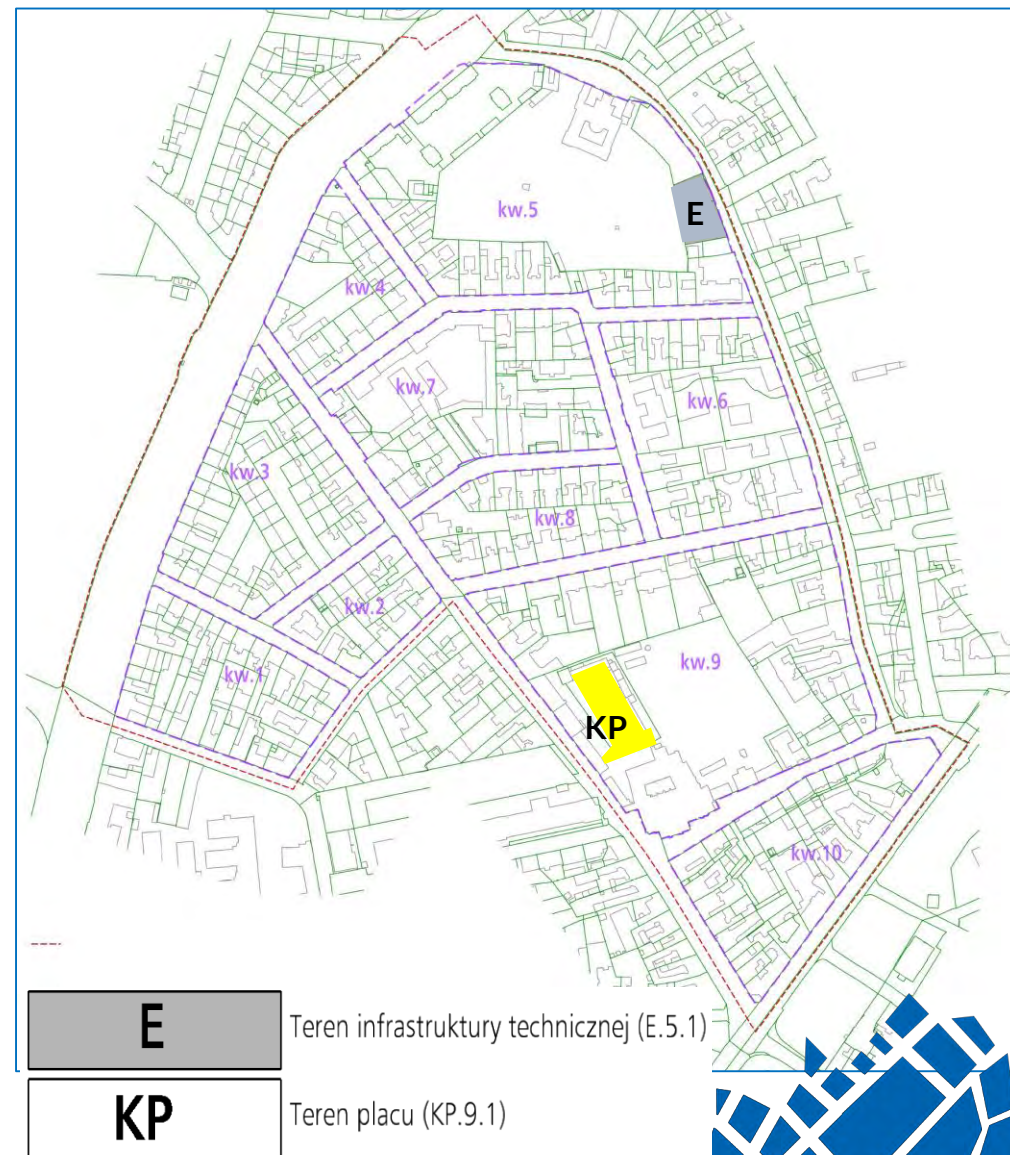 kw.5
E
kw.4
kw.7
kw.6
kw.3
kw.8
kw.2
kw.9
kw.1
KP
kw.10
E Teren infrastruktury technicznej (E.5.1)
KP Teren placu (KP.9.1)